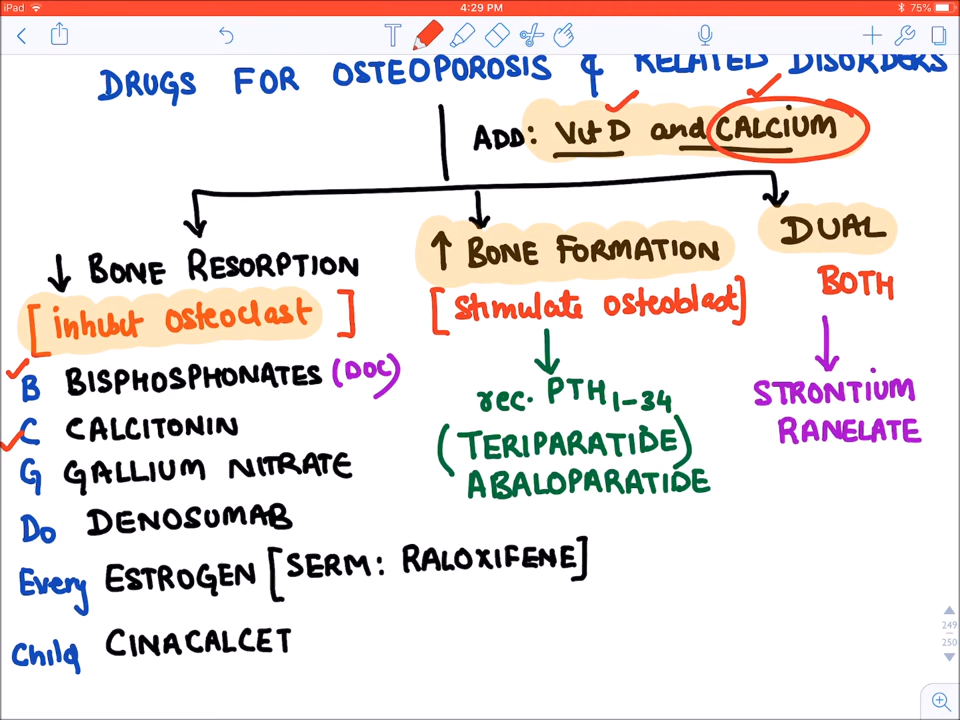 iPad
4:29 PM
75%
DRUGS FOR OSTEOPOROSIS & RELATED DISORDERS
ADD: Vit D and CALCIUM
↓ BONE RESORPTION
[inhibit osteoclast]
B BISPHOSPHONATES (DOC)
C CALCITONIN
G GALLIUM NITRATE
Do DENOSUMAB
Every ESTROGEN [SERM: RALOXIFENE]
Child CINACALCET
↑ BONE FORMATION
[stimulate osteoblast]
rec. PTH 1-34
(TERIPARATIDE)
ABALOPARATIDE
DUAL
BOTH
STRONTIUM
RANELATE
249
250